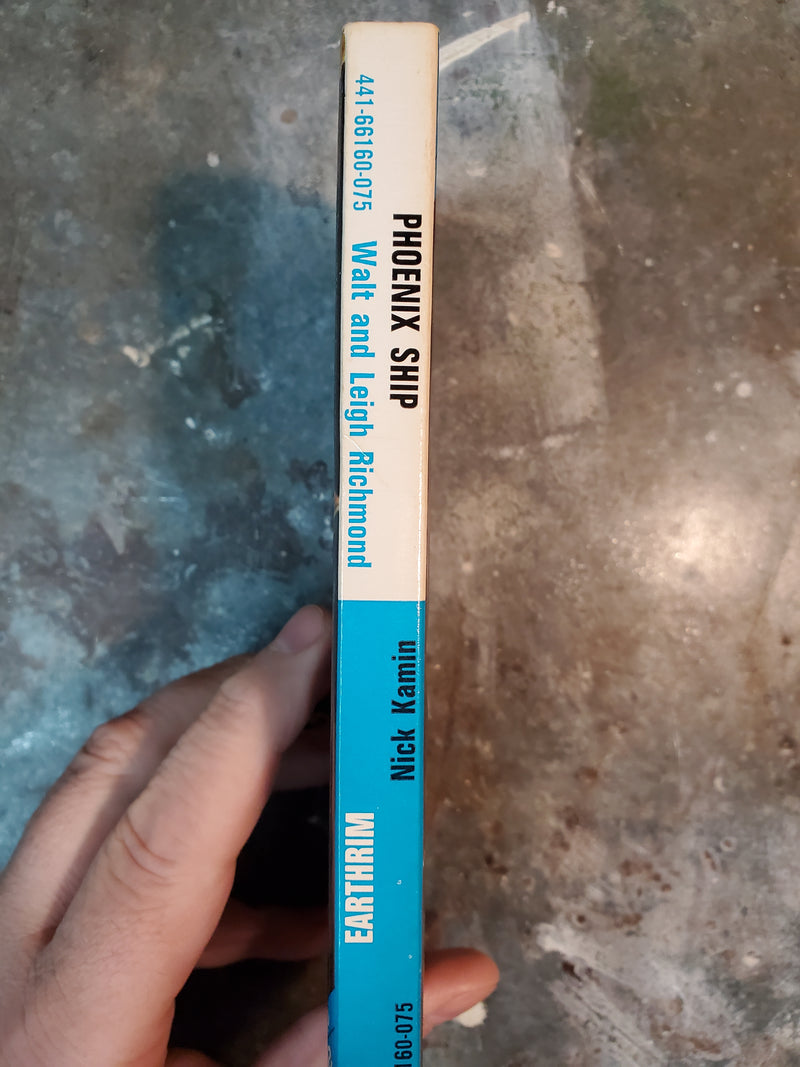 PHOENIX SHIP
441-66160-075 Walt and Leigh Richmond
EARTHRIM
Nick Kamin
160-075